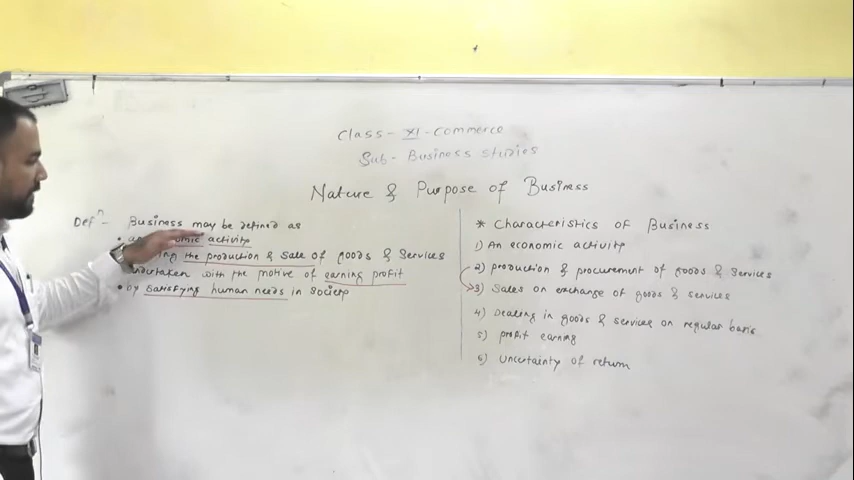 Class - XI - Commerce
Sub - Business Studies
Nature & Purpose of Business
Defⁿ - Business may be defined as
• an economic activity
the production & sale of goods & services
undertaken with the motive of earning profit
• by satisfying human needs in Society
* Characteristics of Business
1) An economic activity
2) production & procurement of goods & services
3) Sales on exchange of goods & services
4) Dealing in goods & services on regular basis
5) profit earning
6) Uncertainty of return